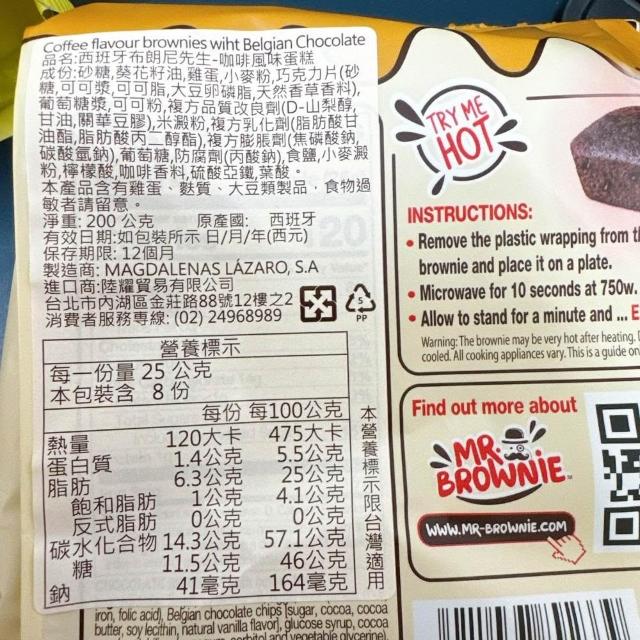 Coffee flavour brownies wiht Belgian Chocolate
品名:西班牙布朗尼先生-咖啡風味蛋糕
成份:砂糖,葵花籽油,雞蛋,小麥粉,巧克力片(砂
糖,可可漿,可可脂,大豆卵磷脂,天然香草香料),
葡萄糖漿,可可粉,複方品質改良劑(D-山梨醇,
甘油,關華豆膠),米澱粉,複方乳化劑(脂肪酸甘
油酯,脂肪酸丙二醇酯),複方膨脹劑(焦磷酸鈉,
碳酸氫鈉),葡萄糖,防腐劑(丙酸鈉),食鹽,小麥澱
粉,檸檬酸,咖啡香料,硫酸亞鐵,葉酸。
本產品含有雞蛋、麩質、大豆類製品，食物過
敏者請留意。
淨重: 200 公克 原產國: 西班牙
有效日期:如包裝所示 日/月/年(西元)
保存期限: 12個月
製造商: MAGDALENAS LÁZARO, S.A
進口商:陸耀貿易有限公司
台北市內湖區金莊路88號12樓之2
消費者服務専線: (02) 24968989
5
PP
營養標示
每一份量 25 公克
本包裝含 8 份
每份 每100公克
熱量 120大卡 475大卡
蛋白質 1.4公克 5.5公克
脂肪 6.3公克 25公克
飽和脂肪 1公克 4.1公克
反式脂肪 0公克 0公克
碳水化合物 14.3公克 57.1公克
糖 11.5公克 46公克
鈉 41毫克 164毫克
本營養標示限台灣適用
iron, folic acid), Belgian chocolate chips (sugar, cocoa, cocoa
butter, soy lecithin, natural vanilla flavor), glucose syrup, cocoa
sorbitol and vegetable glycerine),
TRY ME
HOT
INSTRUCTIONS:
• Remove the plastic wrapping from
brownie and place it on a plate.
• Microwave for 10 seconds at 750w.
• Allow to stand for a minute and ...
Warning: The brownie may be very hot after heating.
cooled. All cooking appliances vary. This is a guide on
Find out more about
MR.
BROWNIE
WWW.MR-BROWNIE.COM